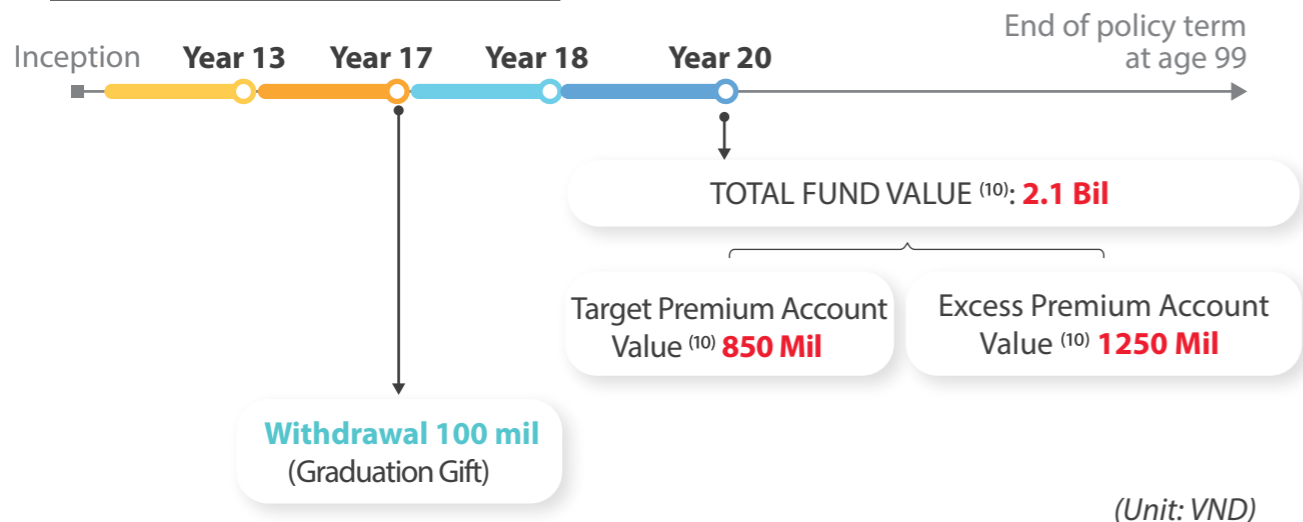 Inception
Year 13
Year 17
Year 18
Year 20
End of policy term
at age 99
TOTAL FUND VALUE (10): 2.1 Bil
Target Premium Account
Value (10) 850 Mil
Excess Premium Account
Value (10) 1250 Mil
Withdrawal 100 mil
(Graduation Gift)
(Unit: VND)